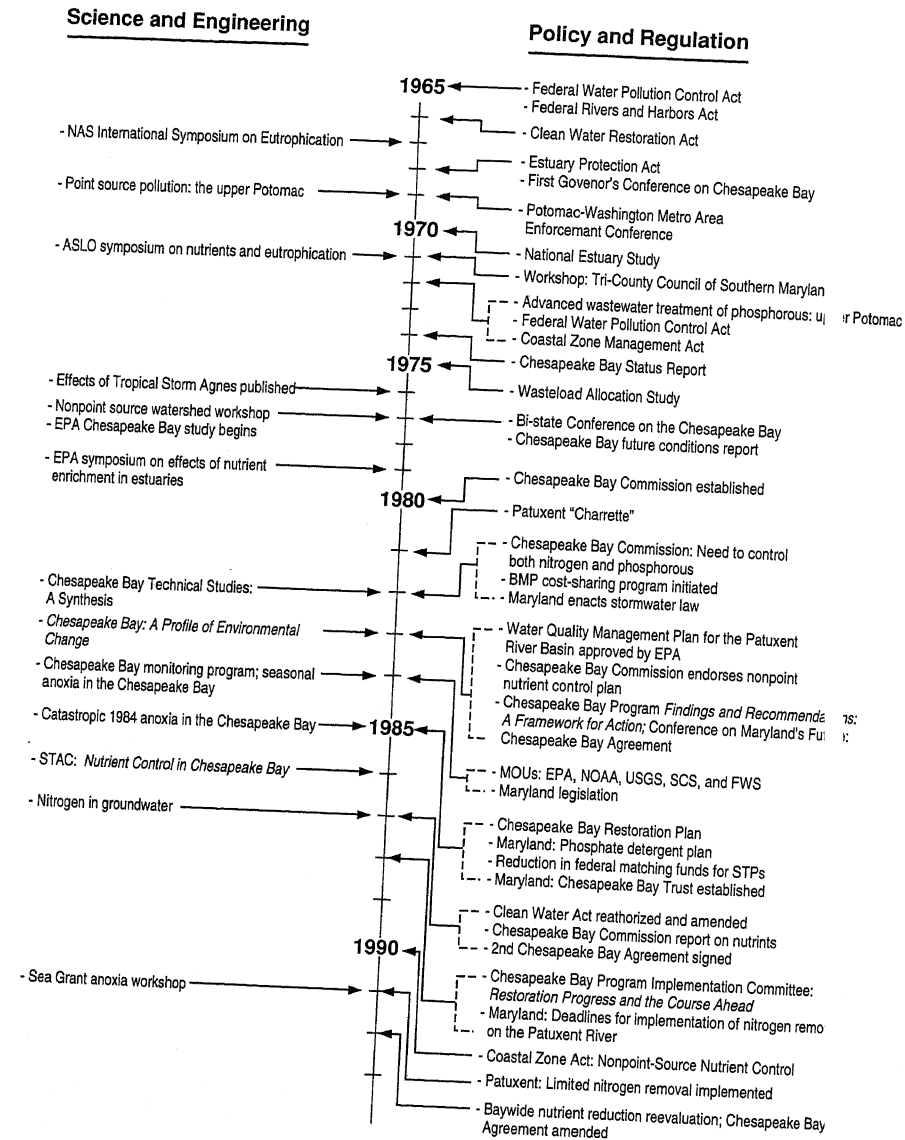 Science and Engineering
Policy and Regulation
1965
- Federal Water Pollution Control Act
- Federal Rivers and Harbors Act
- Clean Water Restoration Act
- NAS International Symposium on Eutrophication
- Estuary Protection Act
- First Govenor's Conference on Chesapeake Bay
- Point source pollution: the upper Potomac
- Potomac-Washington Metro Area
Enforcemant Conference
1970
- National Estuary Study
- ASLO symposium on nutrients and eutrophication
- Workshop: Tri-County Council of Southern Marylan
- Advanced wastewater treatment of phosphorous: u r Potomac
- Federal Water Pollution Control Act
- Coastal Zone Management Act
- Chesapeake Bay Status Report
1975
- Wasteload Allocation Study
- Effects of Tropical Storm Agnes published
- Nonpoint source watershed workshop
- EPA Chesapeake Bay study begins
- Bi-state Conference on the Chesapeake Bay
- Chesapeake Bay future conditions report
- EPA symposium on effects of nutrient
enrichment in estuaries
1980
- Chesapeake Bay Commission established
- Patuxent “Charrette”
- Chesapeake Bay Commission: Need to control
both nitrogen and phosphorous
- BMP cost-sharing program initiated
- Maryland enacts stormwater law
- Chesapeake Bay Technical Studies:
A Synthesis
- Chesapeake Bay: A Profile of Environmental
Change
- Water Quality Management Plan for the Patuxent
River Basin approved by EPA
- Chesapeake Bay Commission endorses nonpoint
nutrient control plan
- Chesapeake Bay Program Findings and Recommenda ns:
A Framework for Action; Conference on Maryland's Fu e:
Chesapeake Bay Agreement
- Chesapeake Bay monitoring program; seasonal
anoxia in the Chesapeake Bay
- Catastropic 1984 anoxia in the Chesapeake Bay
1985
- MOUs: EPA, NOAA, USGS, SCS, and FWS
- Maryland legislation
- STAC: Nutrient Control in Chesapeake Bay
- Nitrogen in groundwater
- Chesapeake Bay Restoration Plan
- Maryland: Phosphate detergent plan
- Reduction in federal matching funds for STPs
- Maryland: Chesapeake Bay Trust established
- Clean Water Act reathorized and amended
- Chesapeake Bay Commission report on nutrints
- 2nd Chesapeake Bay Agreement signed
1990
- Sea Grant anoxia workshop
- Chesapeake Bay Program Implementation Committee:
Restoration Progress and the Course Ahead
- Maryland: Deadlines for implementation of nitrogen remo
on the Patuxent River
- Coastal Zone Act: Nonpoint-Source Nutrient Control
- Patuxent: Limited nitrogen removal implemented
- Baywide nutrient reduction reevaluation; Chesapeake Bay
Agreement amended